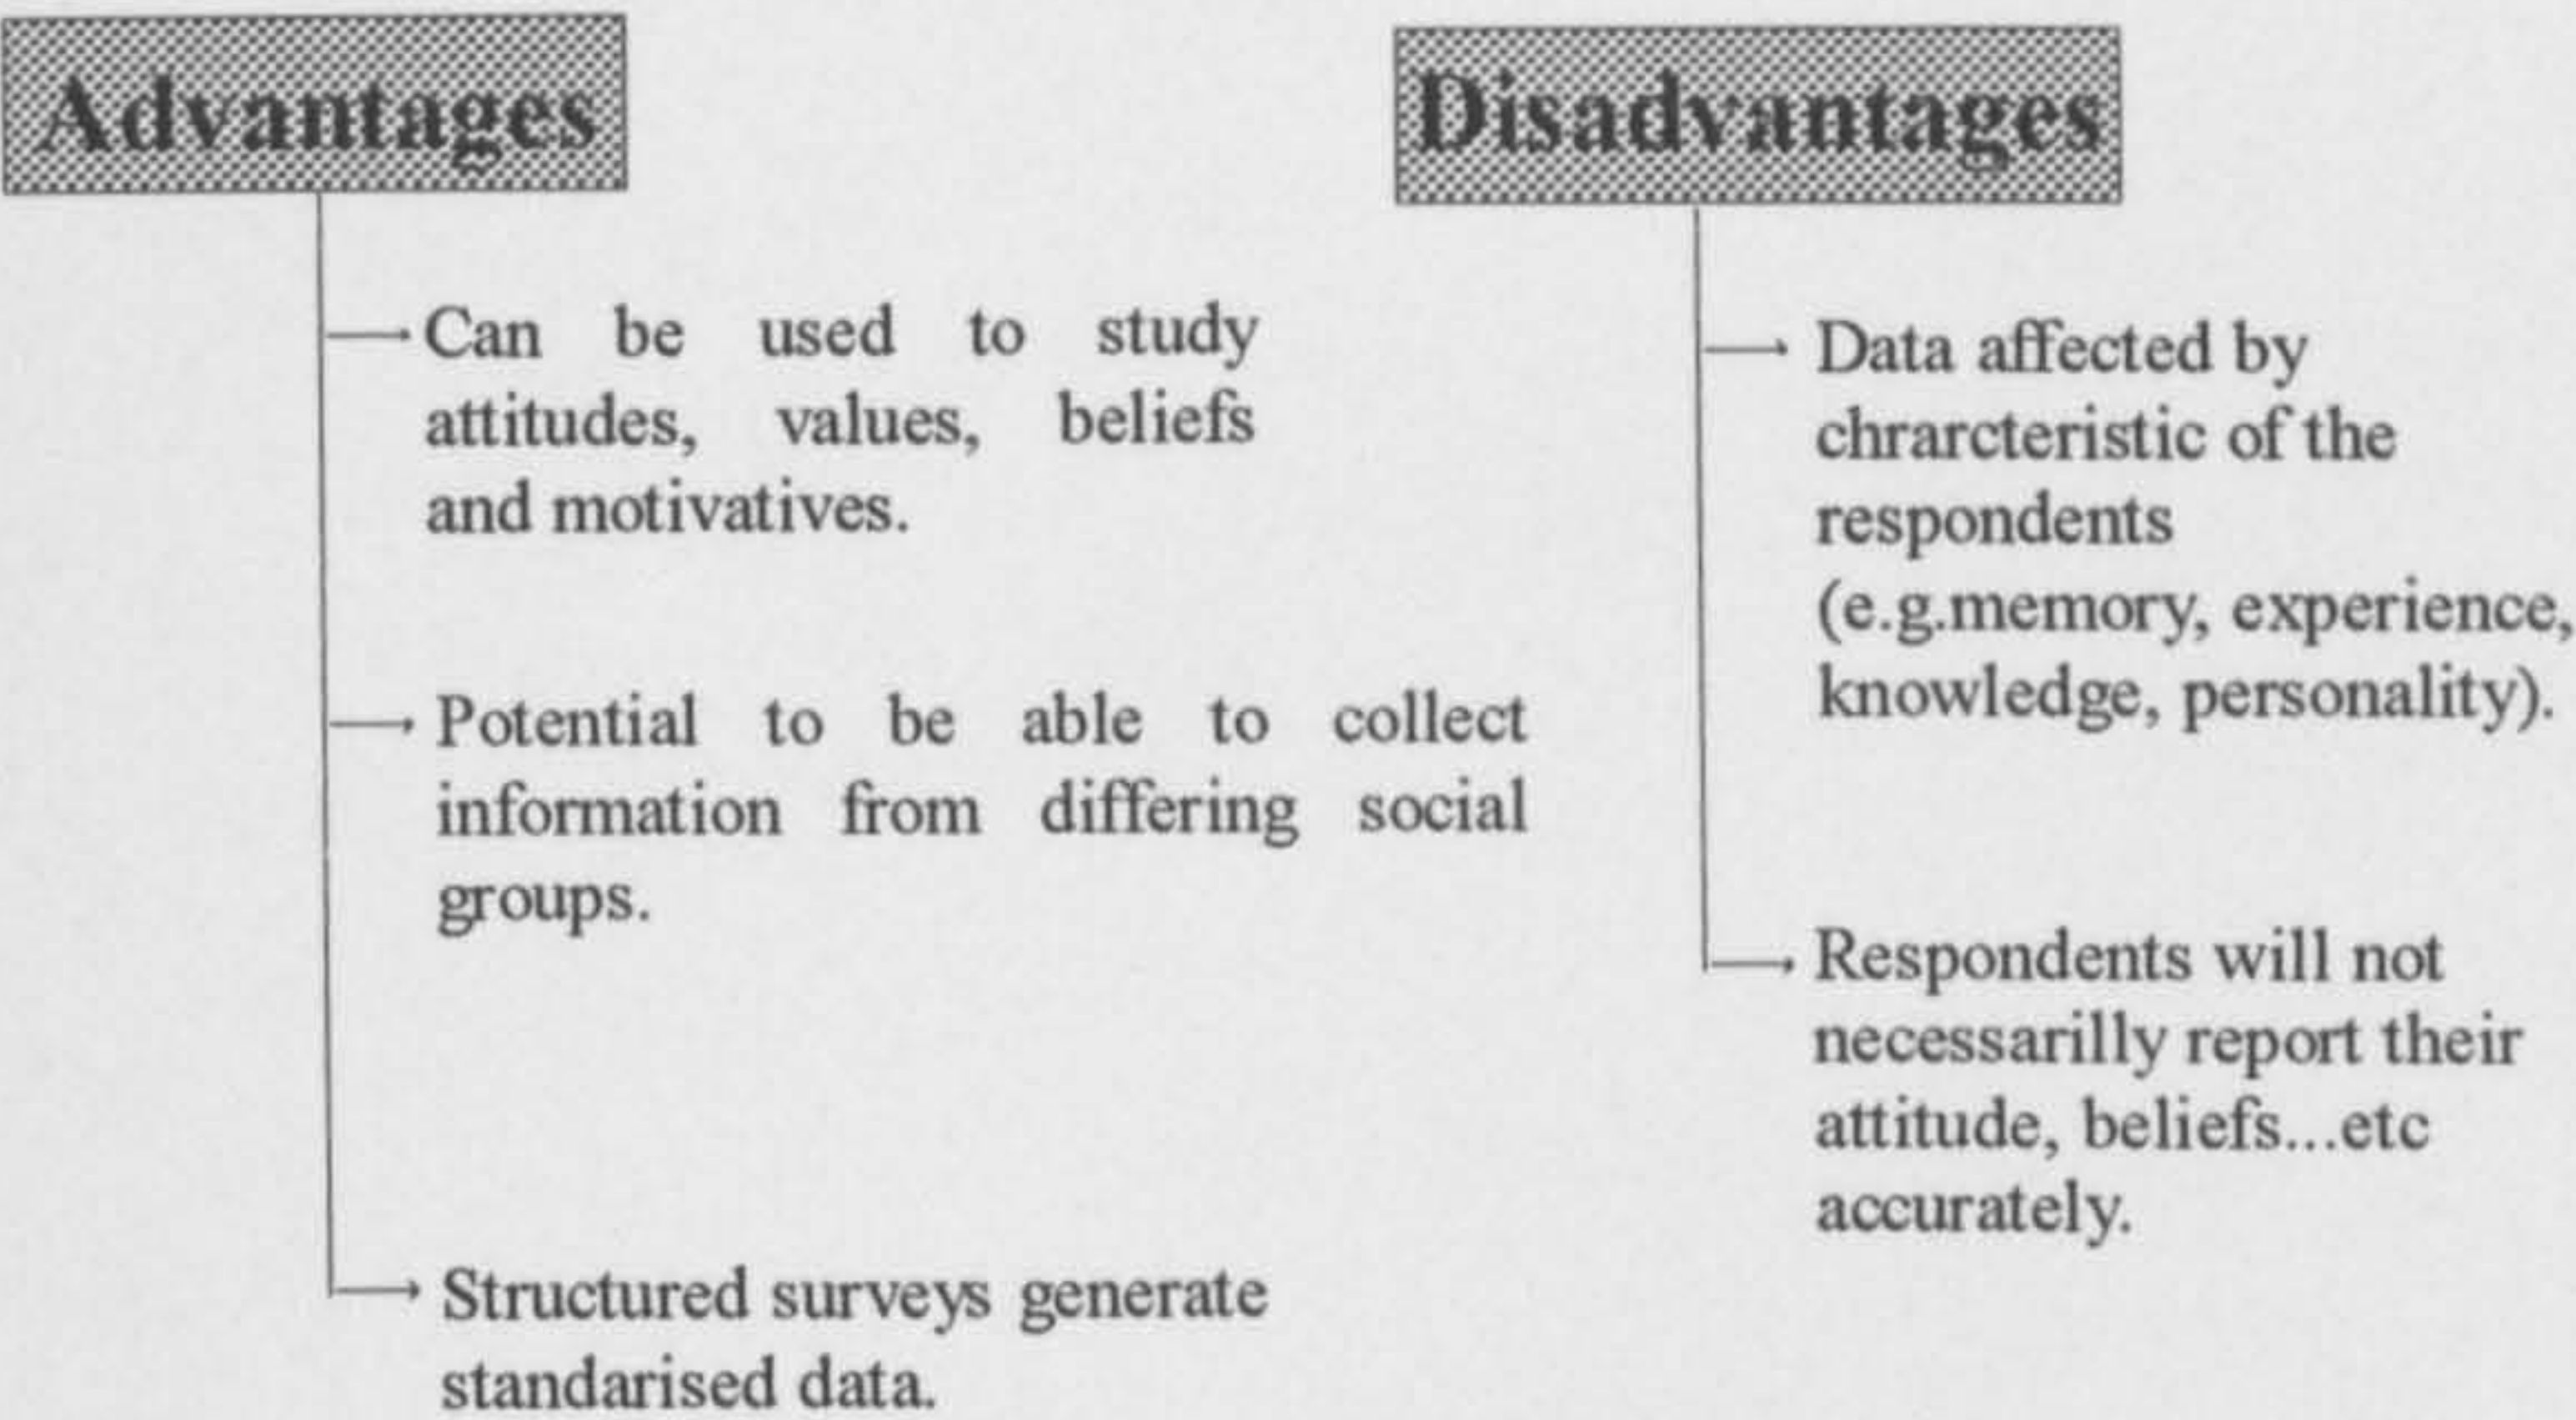 Advantages
Can be used to study
attitudes, values, beliefs
and motivatives.
Potential to be able to collect
information from differing social
groups.
Structured surveys generate
standarised data.
Disadvantages
Data affected by
chrarcteristic of the
respondents
(e.g.memory, experience,
knowledge, personality).
Respondents will not
necessarilly report their
attitude, beliefs...etc
accurately.